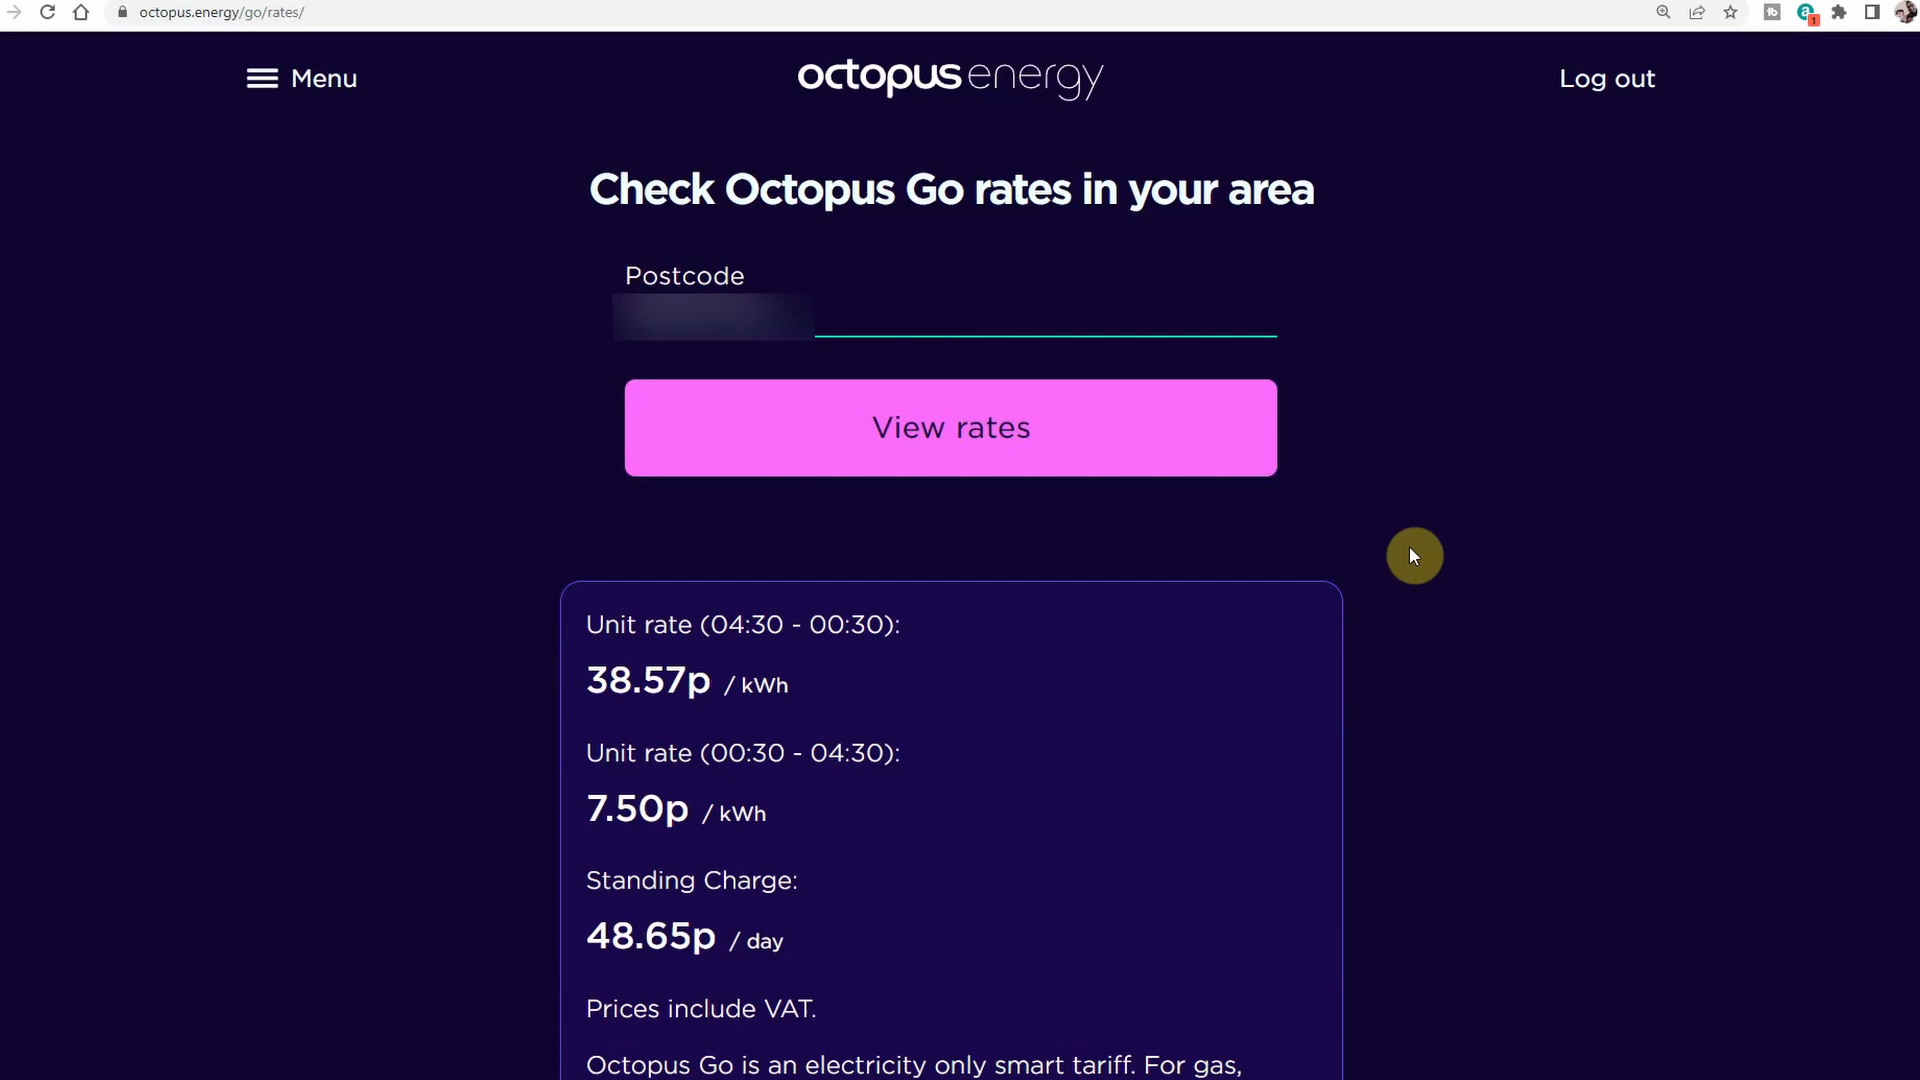 octopus.energy/go/rates/
Menu
octopus energy
Log out
Check Octopus Go rates in your area
Postcode
View rates
Unit rate (04:30 - 00:30):
38.57p / kWh
Unit rate (00:30 - 04:30):
7.50p / kWh
Standing Charge:
48.65p / day
Prices include VAT.
Octopus Go is an electricity only smart tariff. For gas,